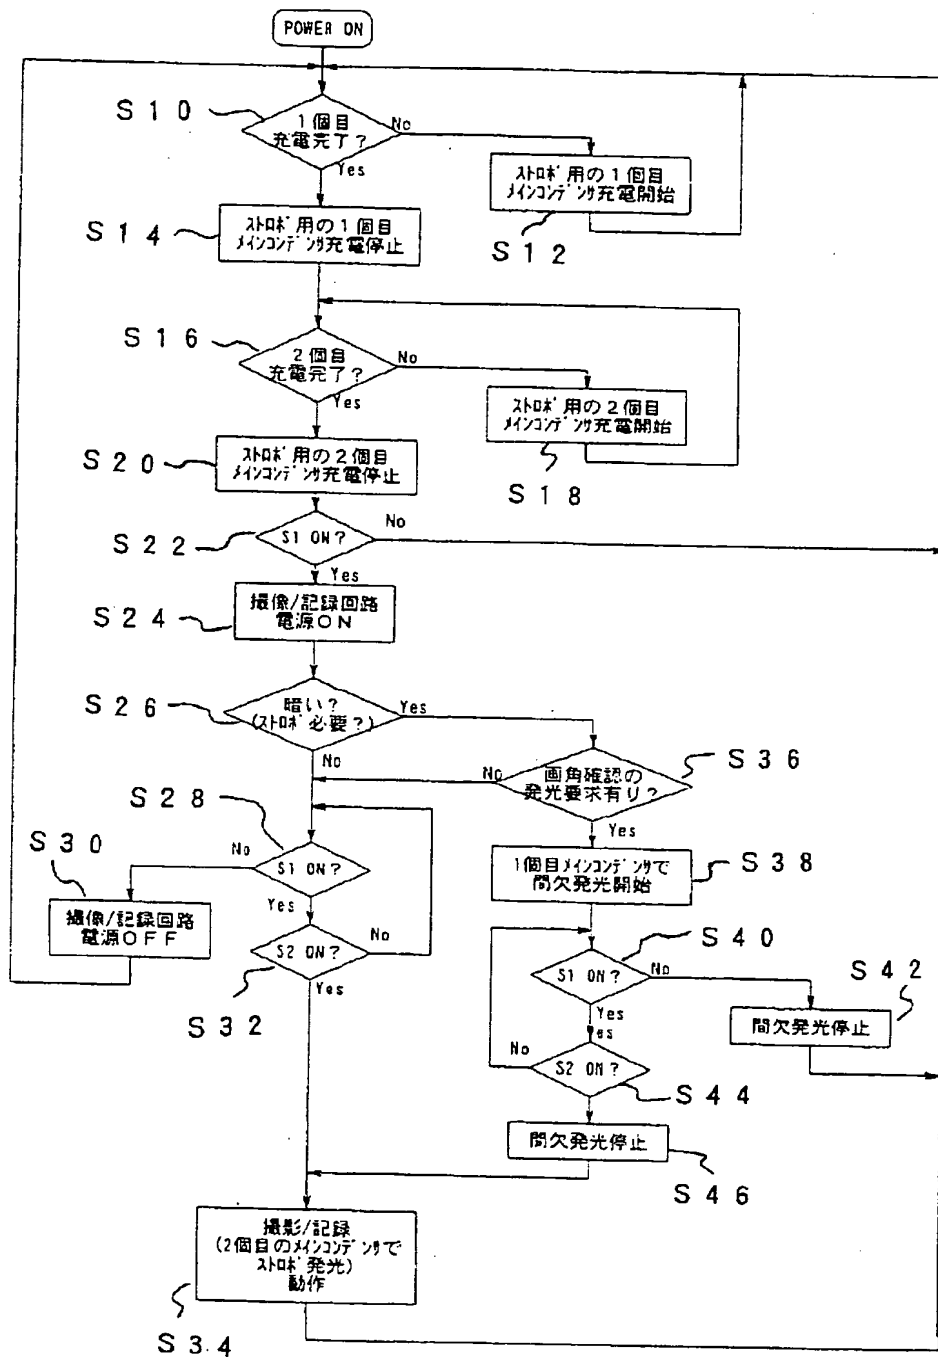 POWER ON
S10
1個目
充電完了?
No
Yes
ストロボ用の1個目
メインコンデンサ充電開始
S12
S14
ストロボ用の1個目
メインコンデンサ充電停止
S16
2個目
充電完了?
No
Yes
ストロボ用の2個目
メインコンデンサ充電開始
S18
S20
ストロボ用の2個目
メインコンデンサ充電停止
S22
S1 ON?
No
Yes
S24
撮像/記録回路
電源ON
S26
暗い?
(ストロボ必要?)
Yes
No
S36
画角確認の
発光要求有り?
No
Yes
S28
S1 ON?
No
Yes
S30
撮像/記録回路
電源OFF
S32
S2 ON?
No
Yes
1個目メインコンデンサで
間欠発光開始
S38
S40
S1 ON?
No
Yes
S42
間欠発光停止
S2 ON?
No
es
S44
間欠発光停止
S46
撮影/記録
(2個目のメインコンデンサで
ストロボ発光)
動作
S34